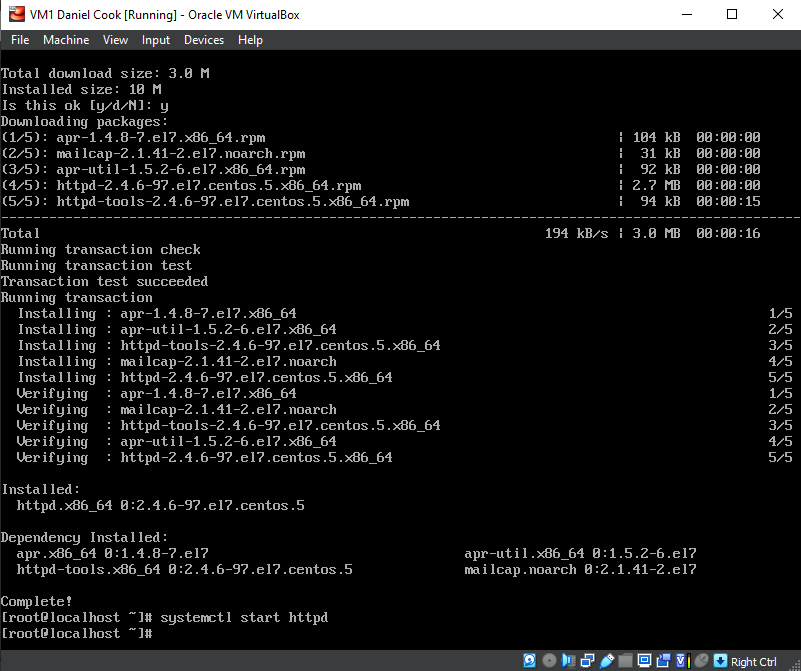 VM1 Daniel Cook [Running] - Oracle VM VirtualBox
File Machine View Input Devices Help
Total download size: 3.0 M
Installed size: 10 M
Is this ok [y/d/N]: y
Downloading packages:
(1/5): apr-1.4.8-7.el7.x86_64.rpm | 104 kB 00:00:00
(2/5): mailcap-2.1.41-2.el7.noarch.rpm | 31 kB 00:00:00
(3/5): apr-util-1.5.2-6.el7.x86_64.rpm | 92 kB 00:00:00
(4/5): httpd-2.4.6-97.el7.centos.5.x86_64.rpm | 2.7 MB 00:00:00
(5/5): httpd-tools-2.4.6-97.el7.centos.5.x86_64.rpm | 94 kB 00:00:15
--------------------------------------------------------------------------------
Total 194 kB/s | 3.0 MB 00:00:16
Running transaction check
Running transaction test
Transaction test succeeded
Running transaction
Installing : apr-1.4.8-7.el7.x86_64 1/5
Installing : apr-util-1.5.2-6.el7.x86_64 2/5
Installing : httpd-tools-2.4.6-97.el7.centos.5.x86_64 3/5
Installing : mailcap-2.1.41-2.el7.noarch 4/5
Installing : httpd-2.4.6-97.el7.centos.5.x86_64 5/5
Verifying : apr-1.4.8-7.el7.x86_64 1/5
Verifying : mailcap-2.1.41-2.el7.noarch 2/5
Verifying : httpd-tools-2.4.6-97.el7.centos.5.x86_64 3/5
Verifying : apr-util-1.5.2-6.el7.x86_64 4/5
Verifying : httpd-2.4.6-97.el7.centos.5.x86_64 5/5
Installed:
httpd.x86_64 0:2.4.6-97.el7.centos.5
Dependency Installed:
apr.x86_64 0:1.4.8-7.el7 apr-util.x86_64 0:1.5.2-6.el7
httpd-tools.x86_64 0:2.4.6-97.el7.centos.5 mailcap.noarch 0:2.1.41-2.el7
Complete!
[root@localhost ~]# systemctl start httpd
[root@localhost ~]#
Right Ctrl